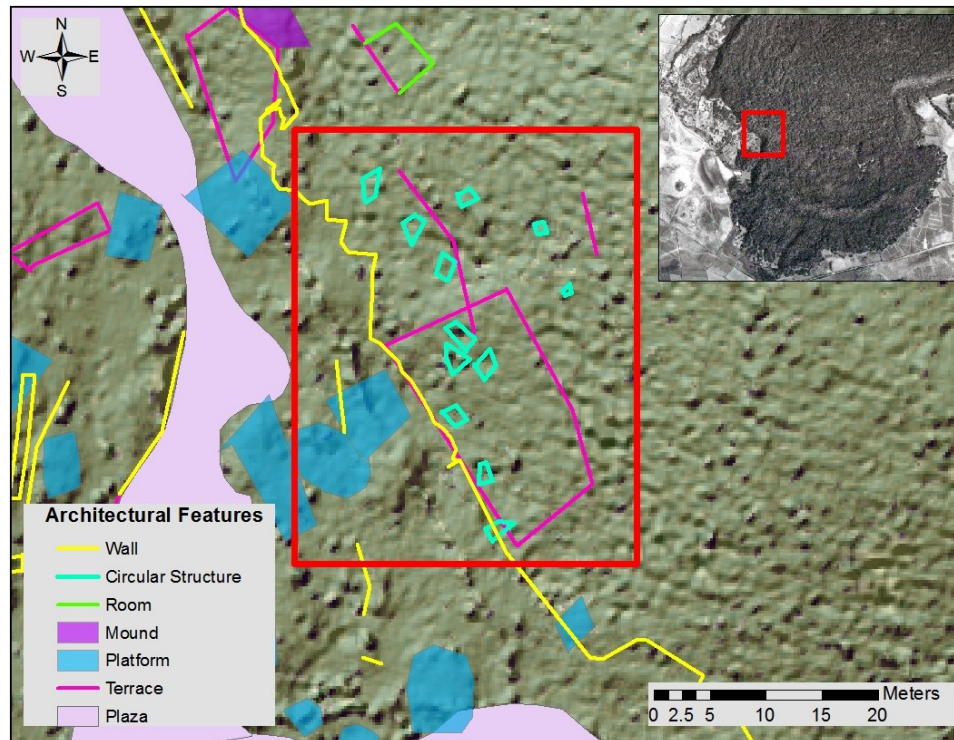 N
W E
S
Architectural Features
Wall
Circular Structure
Room
Mound
Platform
Terrace
Plaza
Meters
0 2.5 5 10 15 20